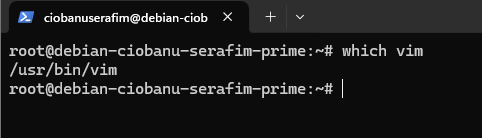 ciobanuserafim@debian-ciob
root@debian-ciobanu-serafim-prime:~# which vim
/usr/bin/vim
root@debian-ciobanu-serafim-prime:~#